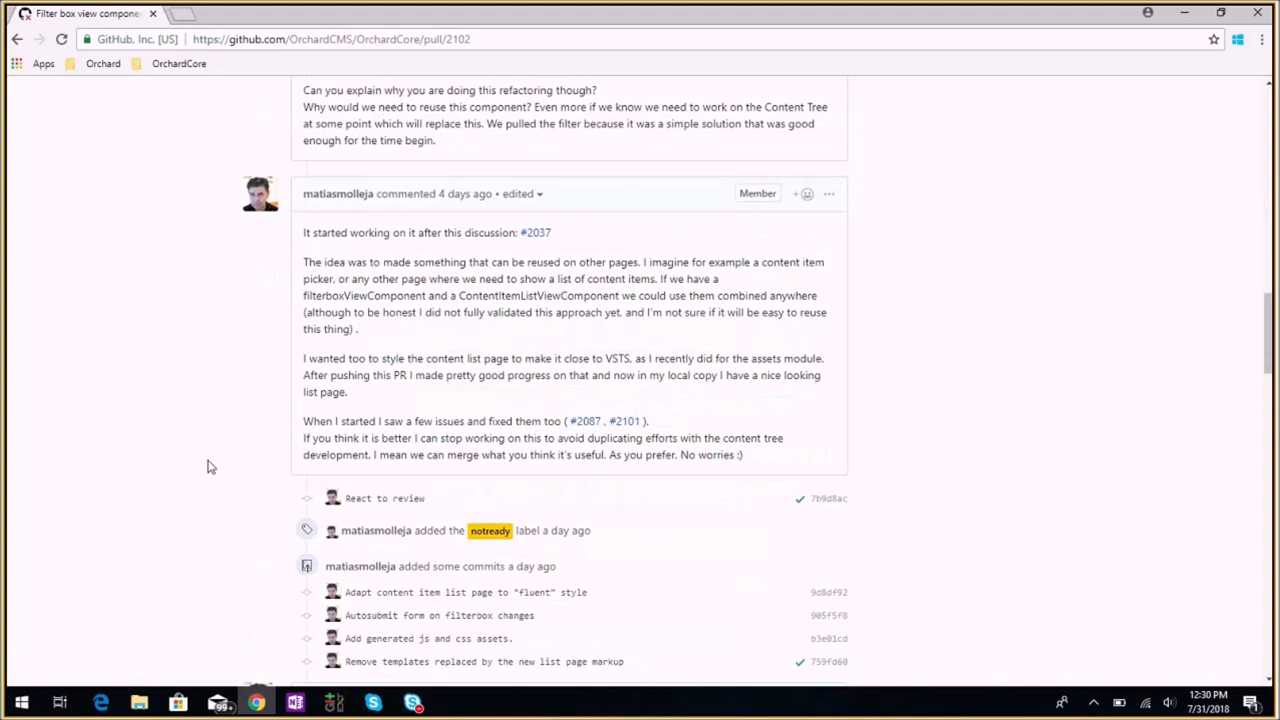 Filter box view compone
GitHub, Inc. [US]
https://github.com/OrchardCMS/OrchardCore/pull/2102
Apps
Orchard
OrchardCore
Can you explain why you are doing this refactoring though?
Why would we need to reuse this component? Even more if we know we need to work on the Content Tree
at some point which will replace this. We pulled the filter because it was a simple solution that was good
enough for the time begin.
matiasmolleja commented 4 days ago • edited
Member
It started working on it after this discussion: #2037
The idea was to made something that can be reused on other pages. I imagine for example a content item
picker, or any other page where we need to show a list of content items. If we have a
filterboxViewComponent and a ContentItemListViewComponent we could use them combined anywhere
(although to be honest I did not fully validated this approach yet, and I'm not sure if it will be easy to reuse
this thing) .
I wanted too to style the content list page to make it close to VSTS, as I recently did for the assets module.
After pushing this PR I made pretty good progress on that and now in my local copy I have a nice looking
list page.
When I started I saw a few issues and fixed them too ( #2087 , #2101 ).
If you think it is better I can stop working on this to avoid duplicating efforts with the content tree
development. I mean we can merge what you think it's useful. As you prefer. No worries :)
React to review
7b9d8ac
matiasmolleja added the notready label a day ago
matiasmolleja added some commits a day ago
Adapt content item list page to "fluent" style
9d8df92
Autosubmit form on filterbox changes
905f5f8
Add generated js and css assets.
b3e01cd
Remove templates replaced by the new list page markup
759fd60
99+
12:30 PM
7/31/2018